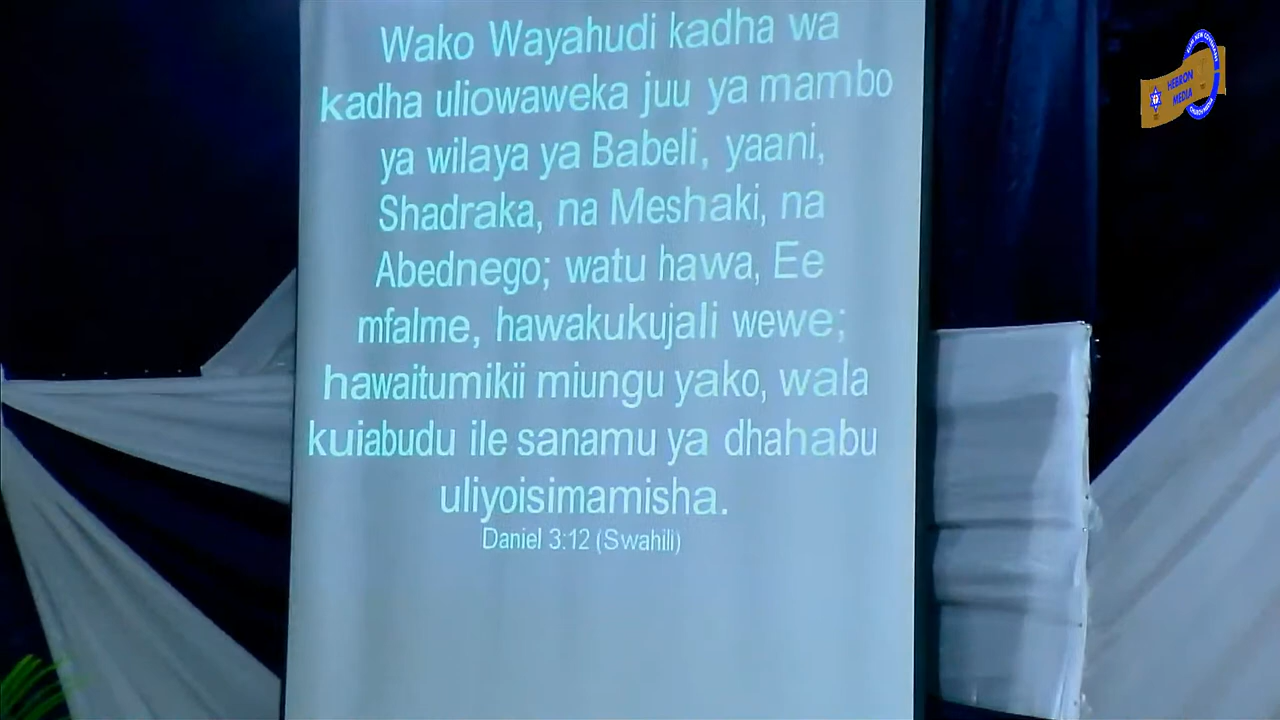 Wako Wayahudi kadha wa
kadha uliowaweka juu ya mambo
ya wilaya ya Babeli, yaani,
Shadraka, na Meshaki, na
Abednego; watu hawa, Ee
mfalme, hawakukujali wewe;
hawaitumikii miungu yako, wala
kuiabudu ile sanamu ya dhahabu
uliyoisimamisha.
Daniel 3:12 (Swahili)
HEBRON
MEDIA